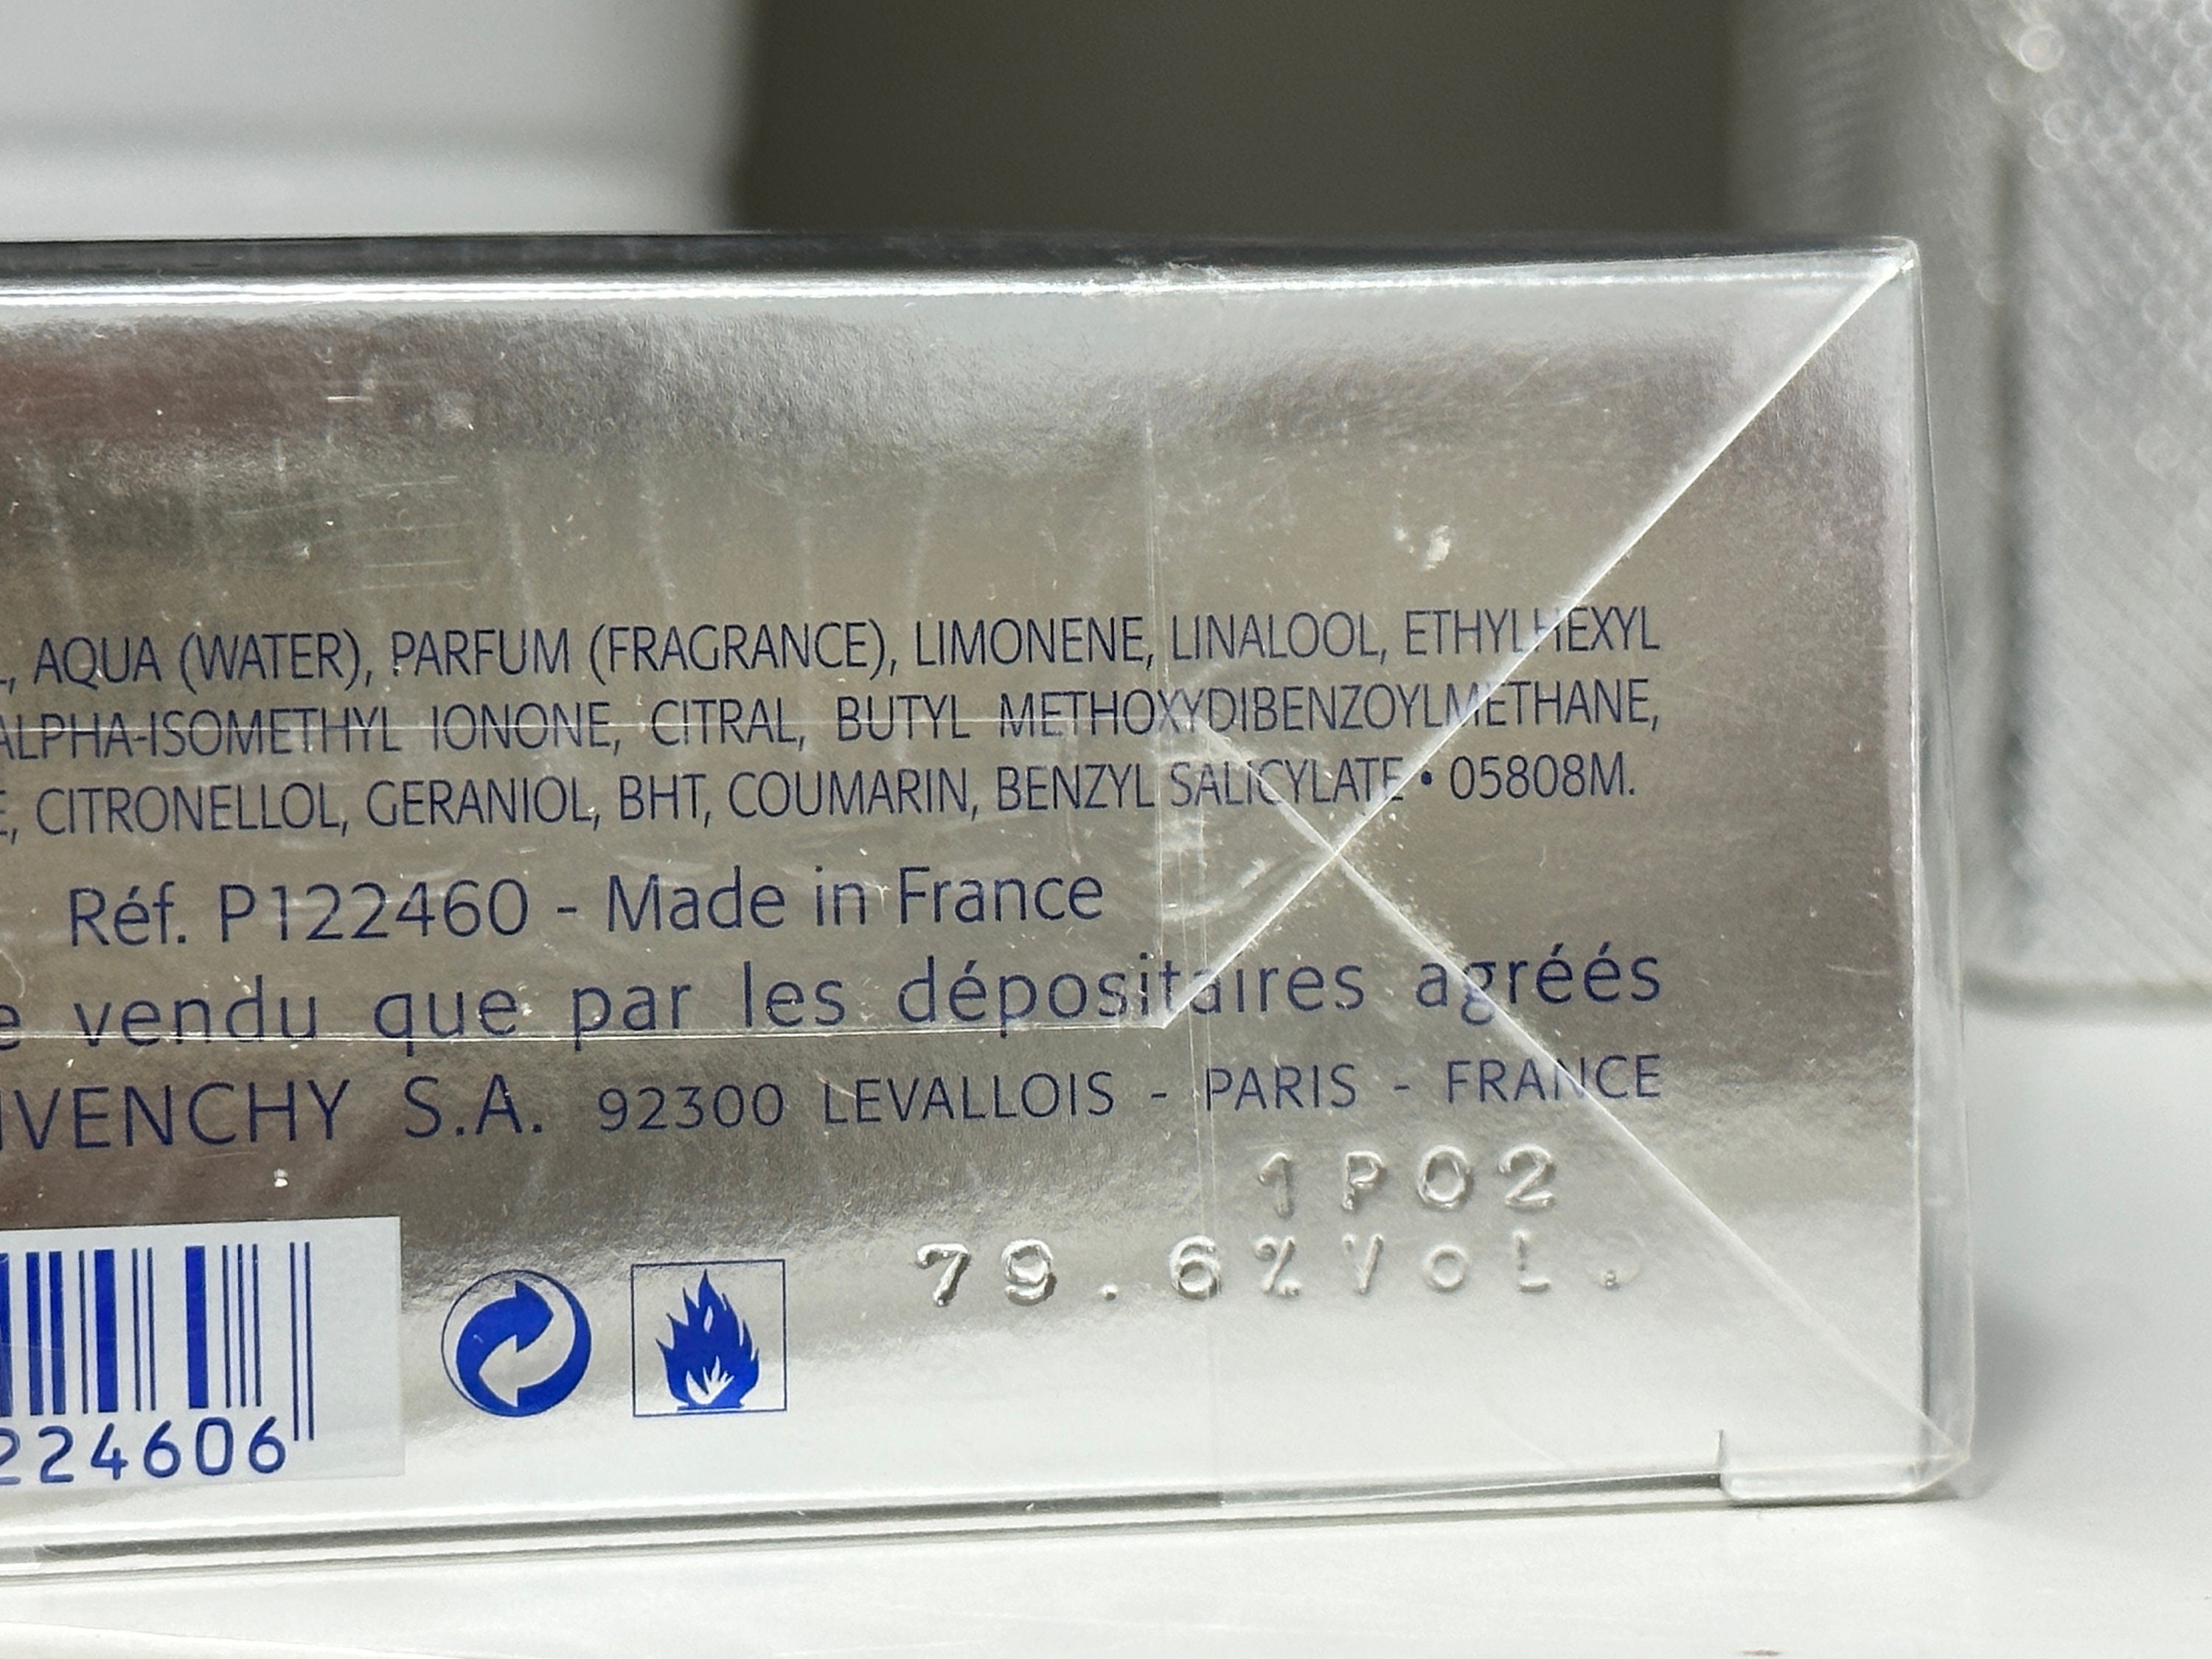 , AQUA (WATER), PARFUM (FRAGRANCE), LIMONENE, LINALOOL, ETHYLHEXYL
ALPHA-ISOMETHYL IONONE, CITRAL, BUTYL METHOXYDIBENZOYLMETHANE,
, CITRONELLOL, GERANIOL, BHT, COUMARIN, BENZYL SALICYLATE • 05808M.
Réf. P122460 - Made in France
e vendu que par les dépositaires agréés
IVENCHY S.A. 92300 LEVALLOIS - PARIS - FRANCE
1P02
79.6%VoL.
224606